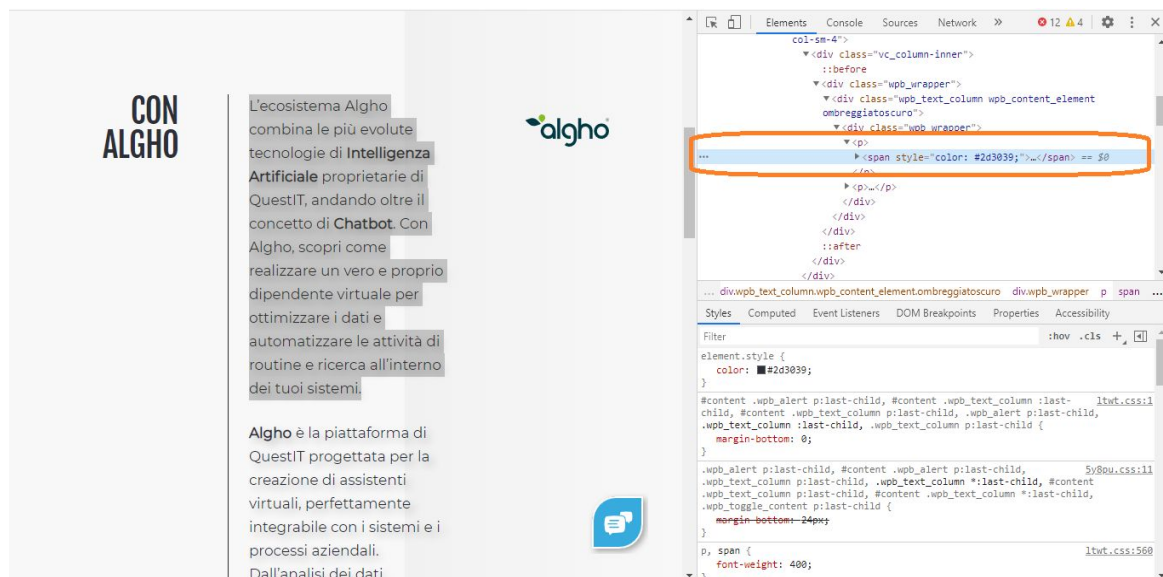 CON
ALGHO
L'ecosistema Algho
combina le più evolute
tecnologie di Intelligenza
Artificiale proprietarie di
QuestIT, andando oltre il
concetto di Chatbot. Con
Algho, scopri come
realizzare un vero e proprio
dipendente virtuale per
ottimizzare i dati e
automatizzare le attività di
routine e ricerca all'interno
dei tuoi sistemi.
Algho è la piattaforma di
QuestIT progettata per la
creazione di assistenti
virtuali, perfettamente
integrabile con i sistemi e i
processi aziendali.
Dall'analisi dei dati
algho
Elements Console Sources Network » 12 4
col-sm-4">
▼<div class="vc_column-inner">
::before
▼<div class="wpb_wrapper">
▼<div class="wpb_text_column wpb_content_element
ombreggiatoscuro">
▼<div class="wpb_wrapper">
▼<p>
… ▶<span style="color: #2d3039;">…</span> == $0
</p>
▶<p>…</p>
</div>
</div>
</div>
::after
</div>
</div>
… div.wpb_text_column.wpb_content_element.ombreggiatoscuro div.wpb_wrapper p span …
Styles Computed Event Listeners DOM Breakpoints Properties Accessibility
Filter :hov .cls +
element.style {
color: #2d3039;
}
#content .wpb_alert p:last-child, #content .wpb_text_column :last- ltwt.css:1
child, #content .wpb_text_column p:last-child, .wpb_alert p:last-child,
.wpb_text_column :last-child, .wpb_text_column p:last-child {
margin-bottom: 0;
}
.wpb_alert p:last-child, #content .wpb_alert p:last-child, 5y8pu.css:11
.wpb_text_column p:last-child, .wpb_text_column *:last-child, #content
.wpb_text_column p:last-child, #content .wpb_text_column *:last-child,
.wpb_toggle_content p:last-child {
margin-bottom: 24px;
}
p, span { ltwt.css:560
font-weight: 400;
}